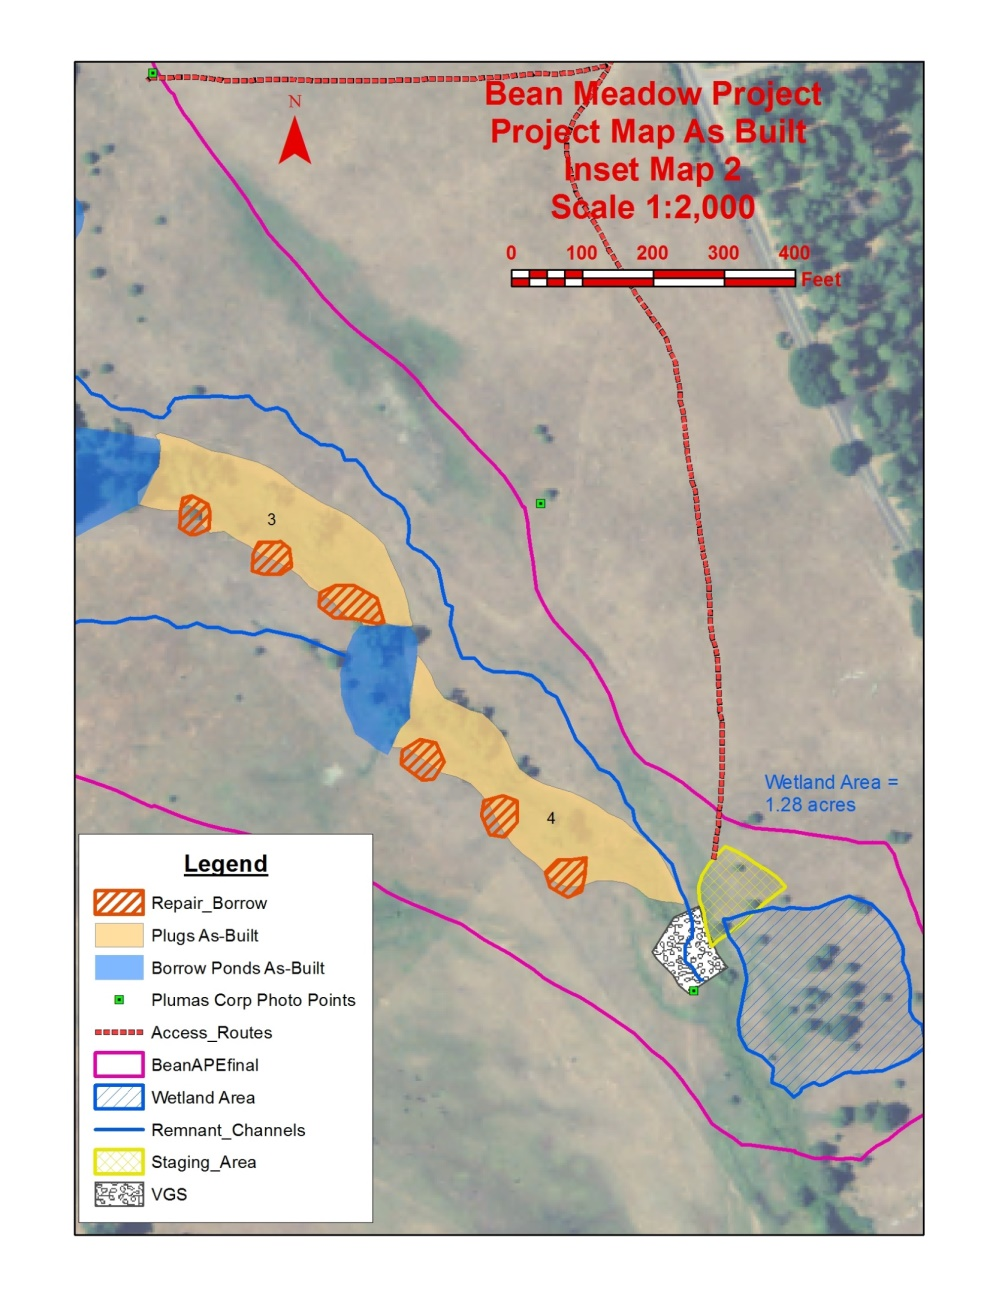 N
Bean Meadow Project
Project Map As Built
Inset Map 2
Scale 1:2,000
0 100 200 300 400
Feet
3
4
Wetland Area =
1.28 acres
Legend
Repair_Borrow
Plugs As-Built
Borrow Ponds As-Built
Plumas Corp Photo Points
Access_Routes
BeanAPEfinal
Wetland Area
Remnant_Channels
Staging_Area
VGS